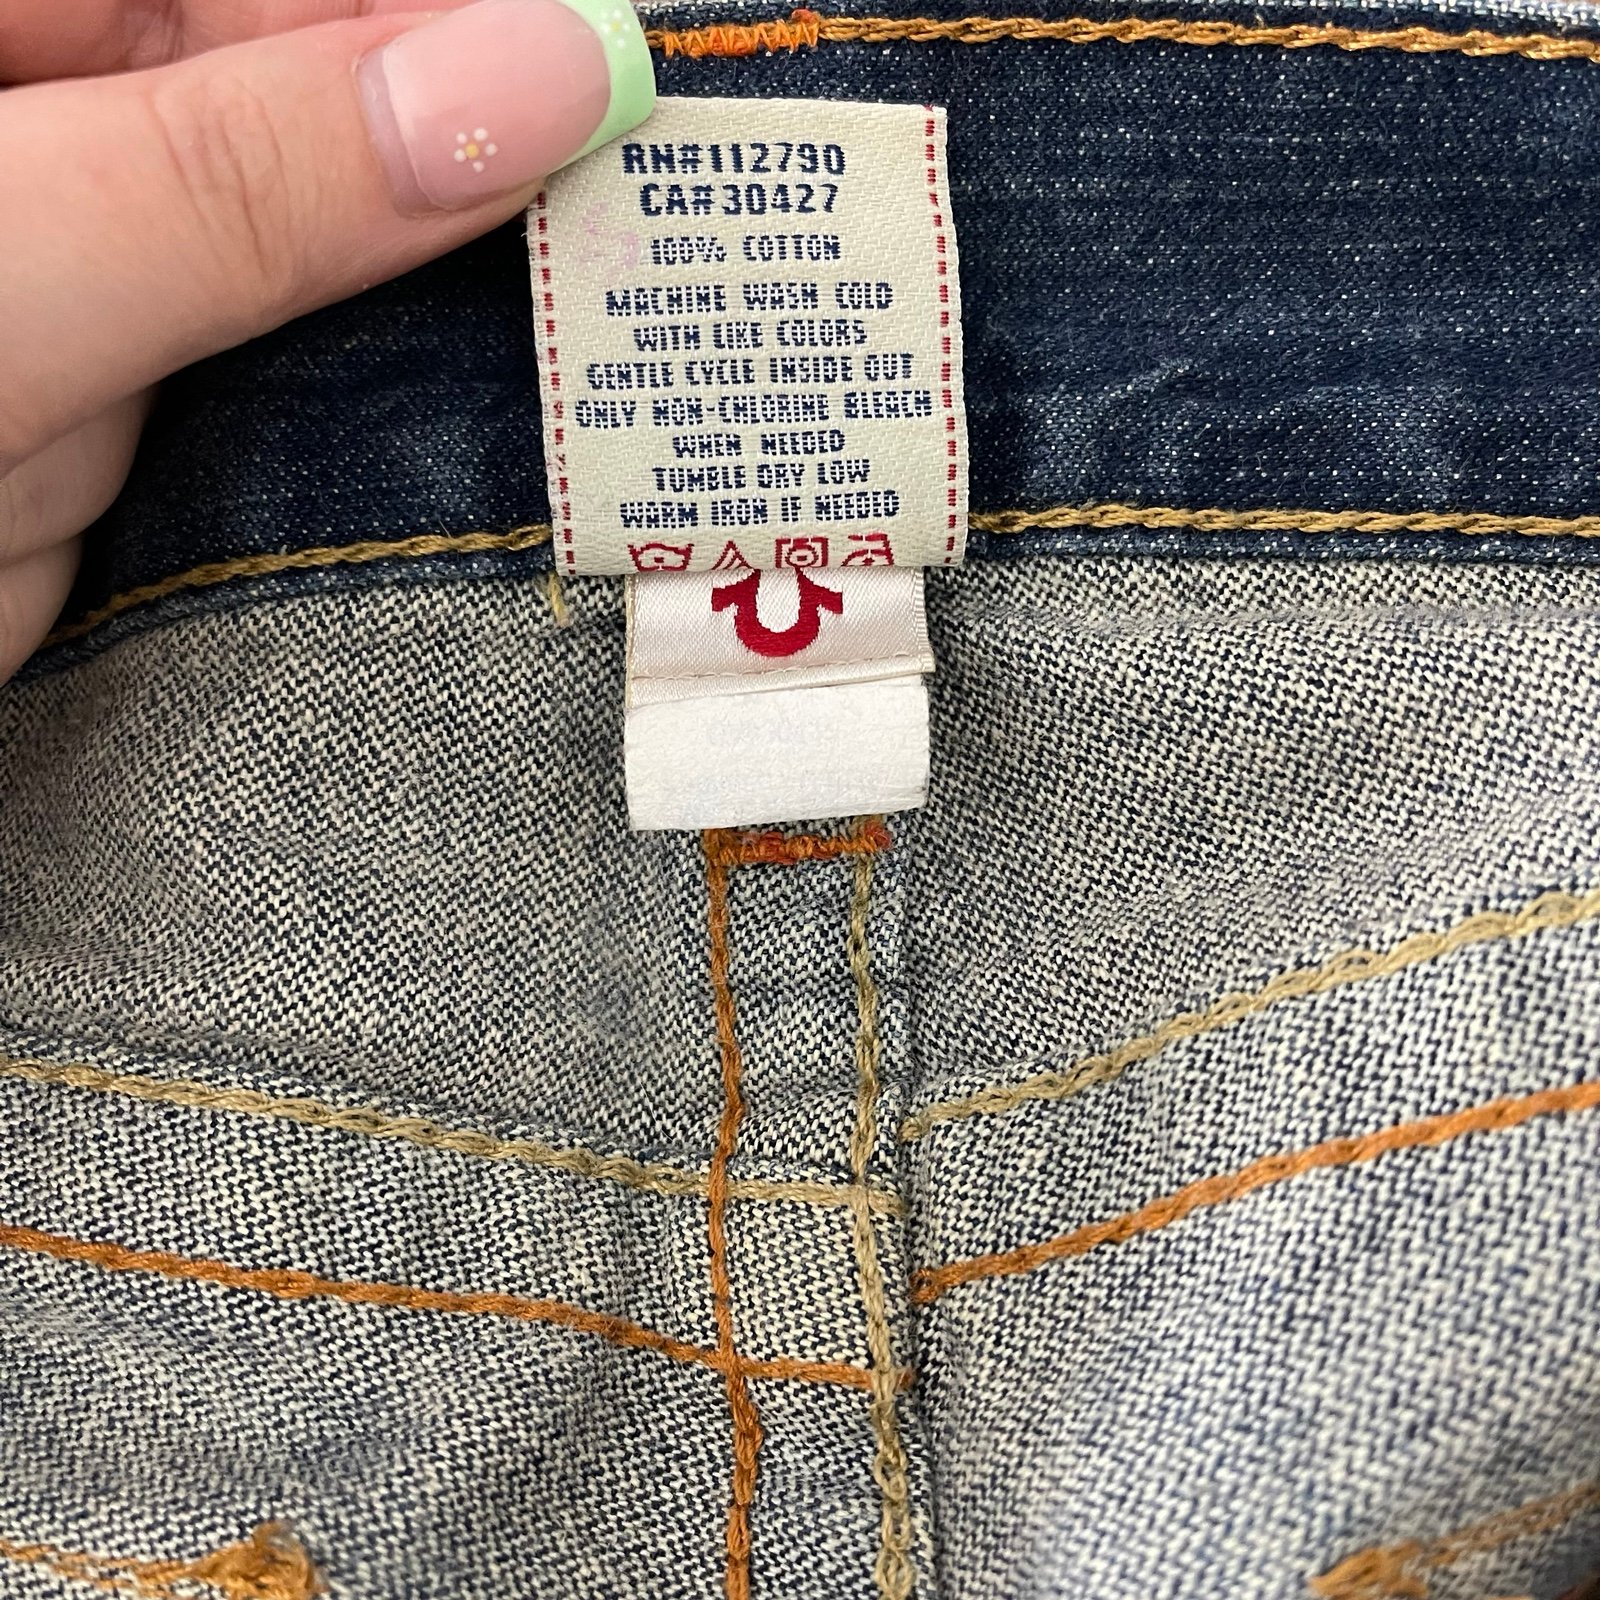 RN#112790
CA#30427
100% COTTON
MACHINE WASH COLD
WITH LIKE COLORS
GENTLE CYCLE INSIDE OUT
ONLY NON-CHLORINE BLEACH
WHEN NEEDED
TUMBLE DRY LOW
WARM IRON IF NEEDED